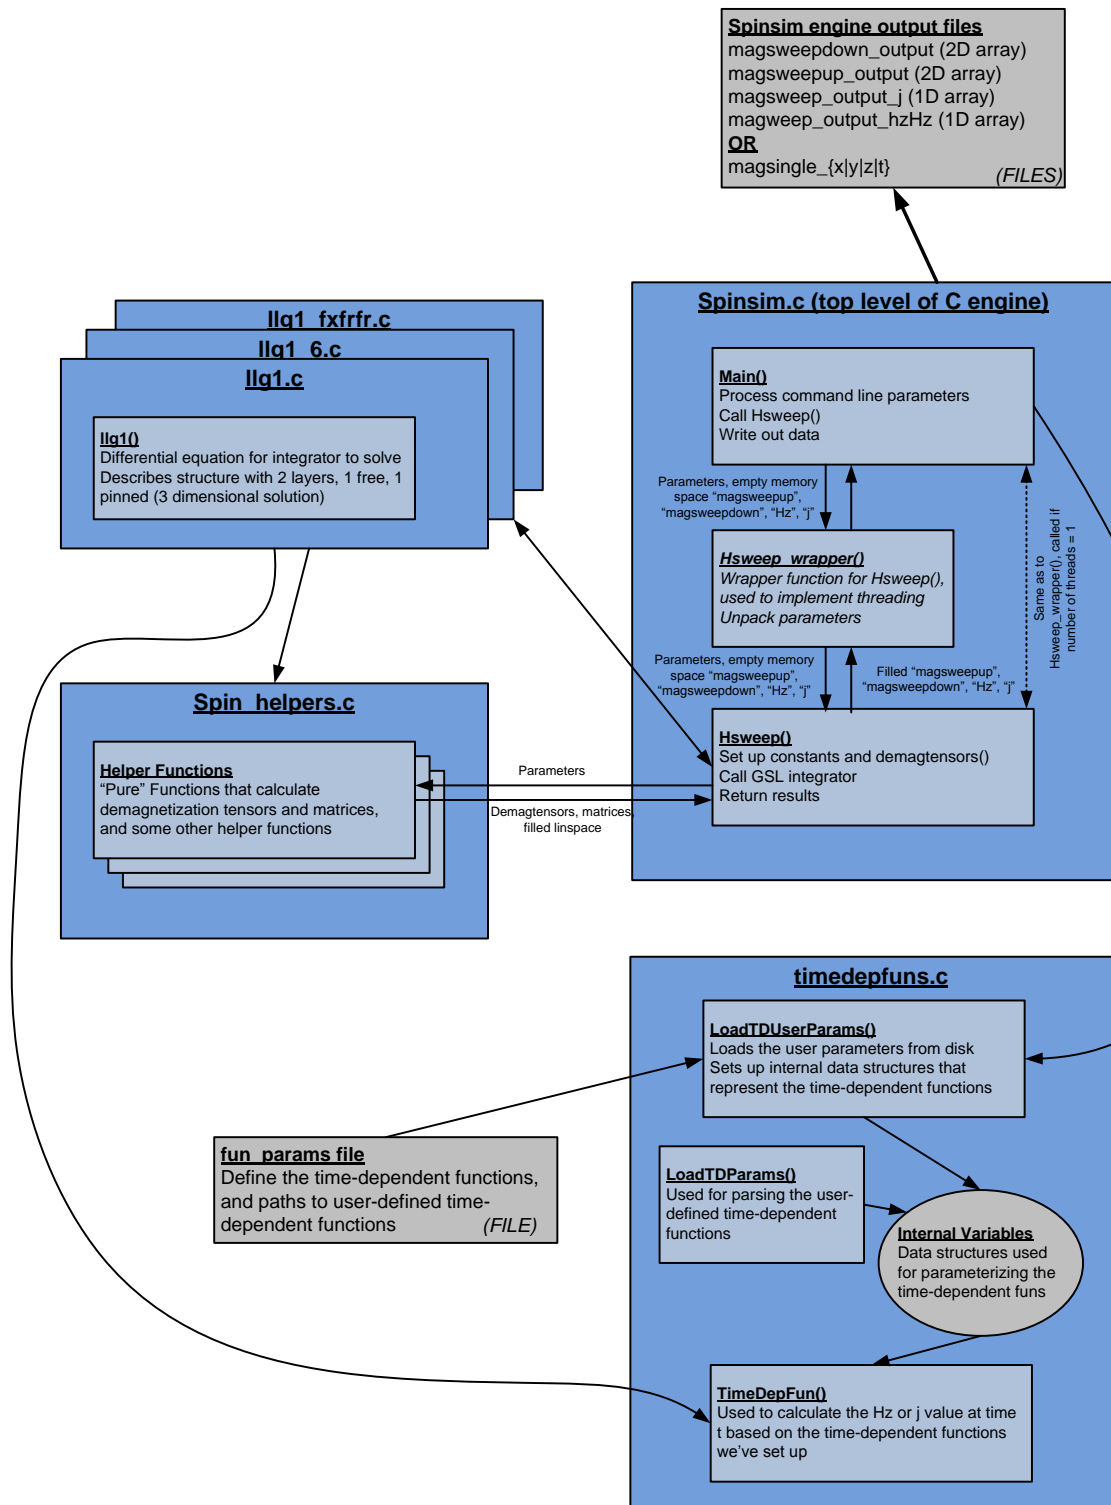 Spinsim engine output files
magsweepdown_output (2D array)
magsweepup_output (2D array)
magsweep_output_j (1D array)
magweep_output_hzHz (1D array)
OR
magsingle_{x|y|z|t}
(FILES)
Spinsim.c (top level of C engine)
Main()
Process command line parameters
Call Hsweep()
Write out data
Parameters, empty memory
space “magsweepup”,
“magsweepdown”, “Hz”, “j”
Hsweep_wrapper()
Wrapper function for Hsweep(),
used to implement threading
Unpack parameters
Same as to
Hsweep_wrapper(), called if
number of threads = 1
Parameters, empty memory
space “magsweepup”,
“magsweepdown”, “Hz”, “j”
Filled “magsweepup”,
“magsweepdown”, “Hz”, “j”
Hsweep()
Set up constants and demagtensors()
Call GSL integrator
Return results
llg1_fxfrfr.c
llg1_6.c
llg1.c
llg1()
Differential equation for integrator to solve
Describes structure with 2 layers, 1 free, 1
pinned (3 dimensional solution)
Spin_helpers.c
Helper Functions
“Pure” Functions that calculate
demagnetization tensors and matrices,
and some other helper functions
Parameters
Demagtensors, matrices,
filled linspace
timedepfuns.c
LoadTDUserParams()
Loads the user parameters from disk
Sets up internal data structures that
represent the time-dependent functions
fun_params file
Define the time-dependent functions,
and paths to user-defined time-
dependent functions
(FILE)
LoadTDParams()
Used for parsing the user-
defined time-dependent
functions
Internal Variables
Data structures used
for parameterizing the
time-dependent funs
TimeDepFun()
Used to calculate the Hz or j value at time
t based on the time-dependent functions
we’ve set up